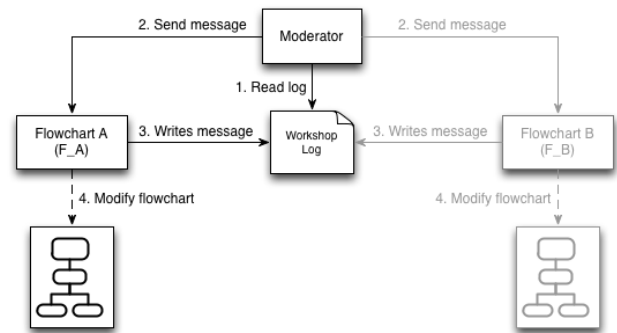 2. Send message
Moderator
2. Send message
1. Read log
Flowchart A
(F_A)
3. Writes message
Workshop
Log
3. Writes message
Flowchart B
(F_B)
4. Modify flowchart
4. Modify flowchart